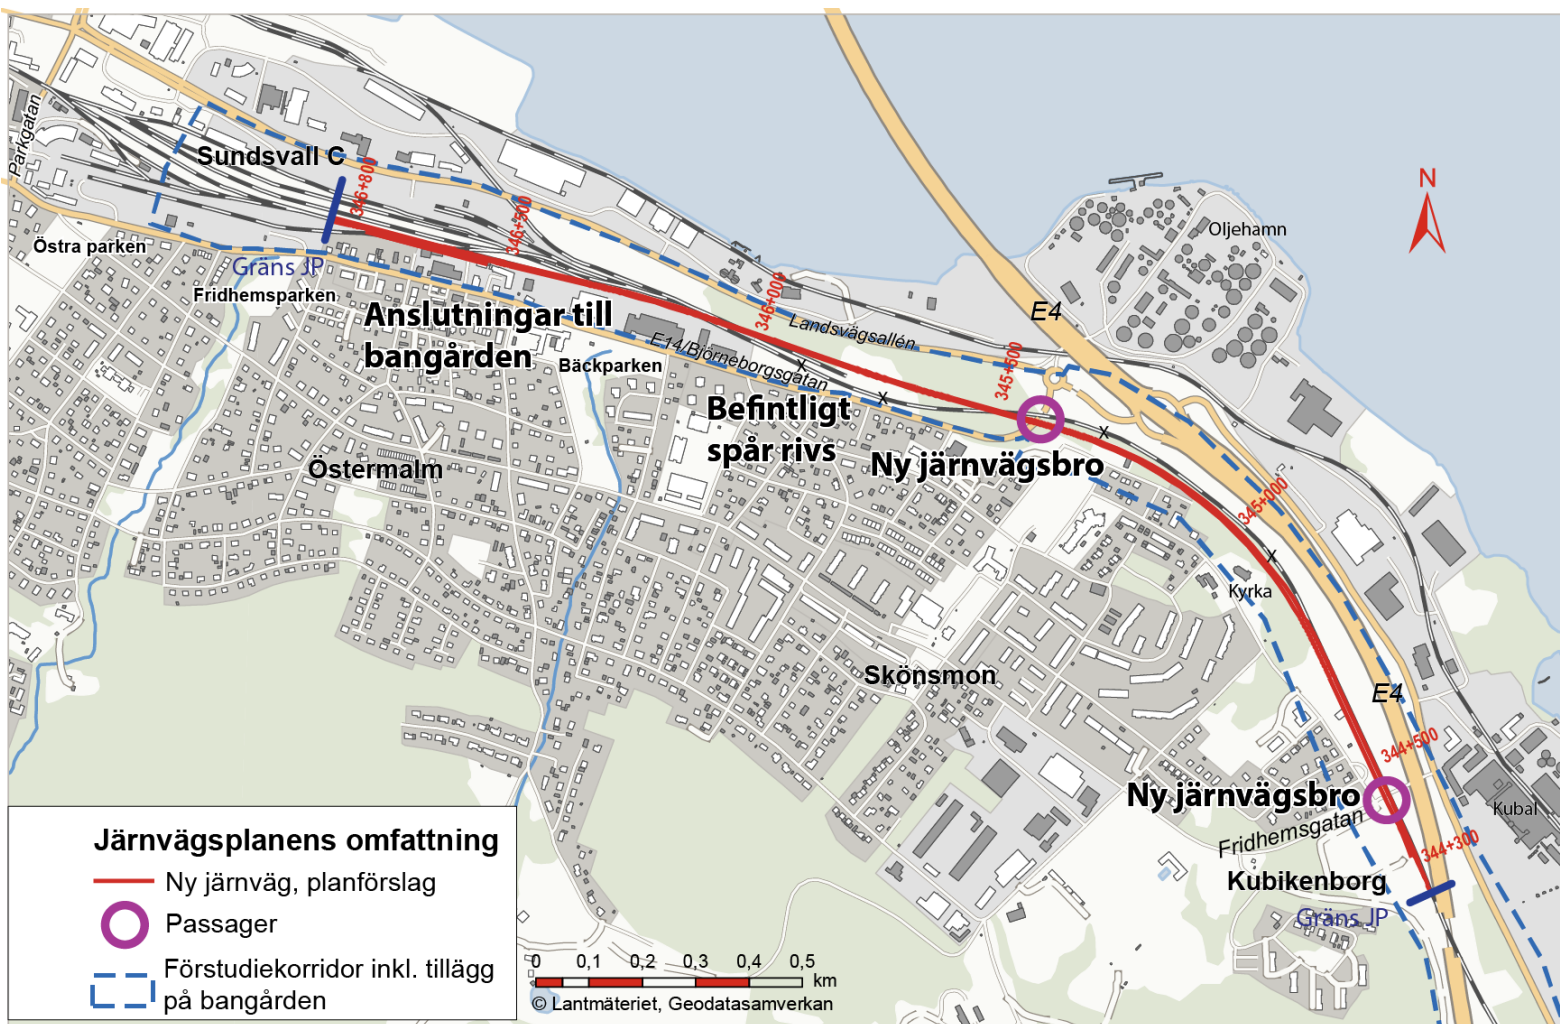 Parkgatan
Sundsvall C
346+800
346+500
Östra parken
Gräns JP
Fridhemsparken
Anslutningar till
bangården
Bäckparken
E14/Björneborgsgatan
346+000
Landsvägsallén
345+500
E4
Oljehamn
N
Befintligt
spår rivs
x
x
x
x
Ny järnvägsbro
Östermalm
345+000
Kyrka
Skönsmon
E4
344+500
Ny järnvägsbro
Fridhemsgatan
Kubal
344+300
Kubikenborg
Gräns JP
Järnvägsplanens omfattning
Ny järnväg, planförslag
Passager
Förstudiekorridor inkl. tillägg
på bangården
0 0,1 0,2 0,3 0,4 0,5
km
© Lantmäteriet, Geodatasamverkan